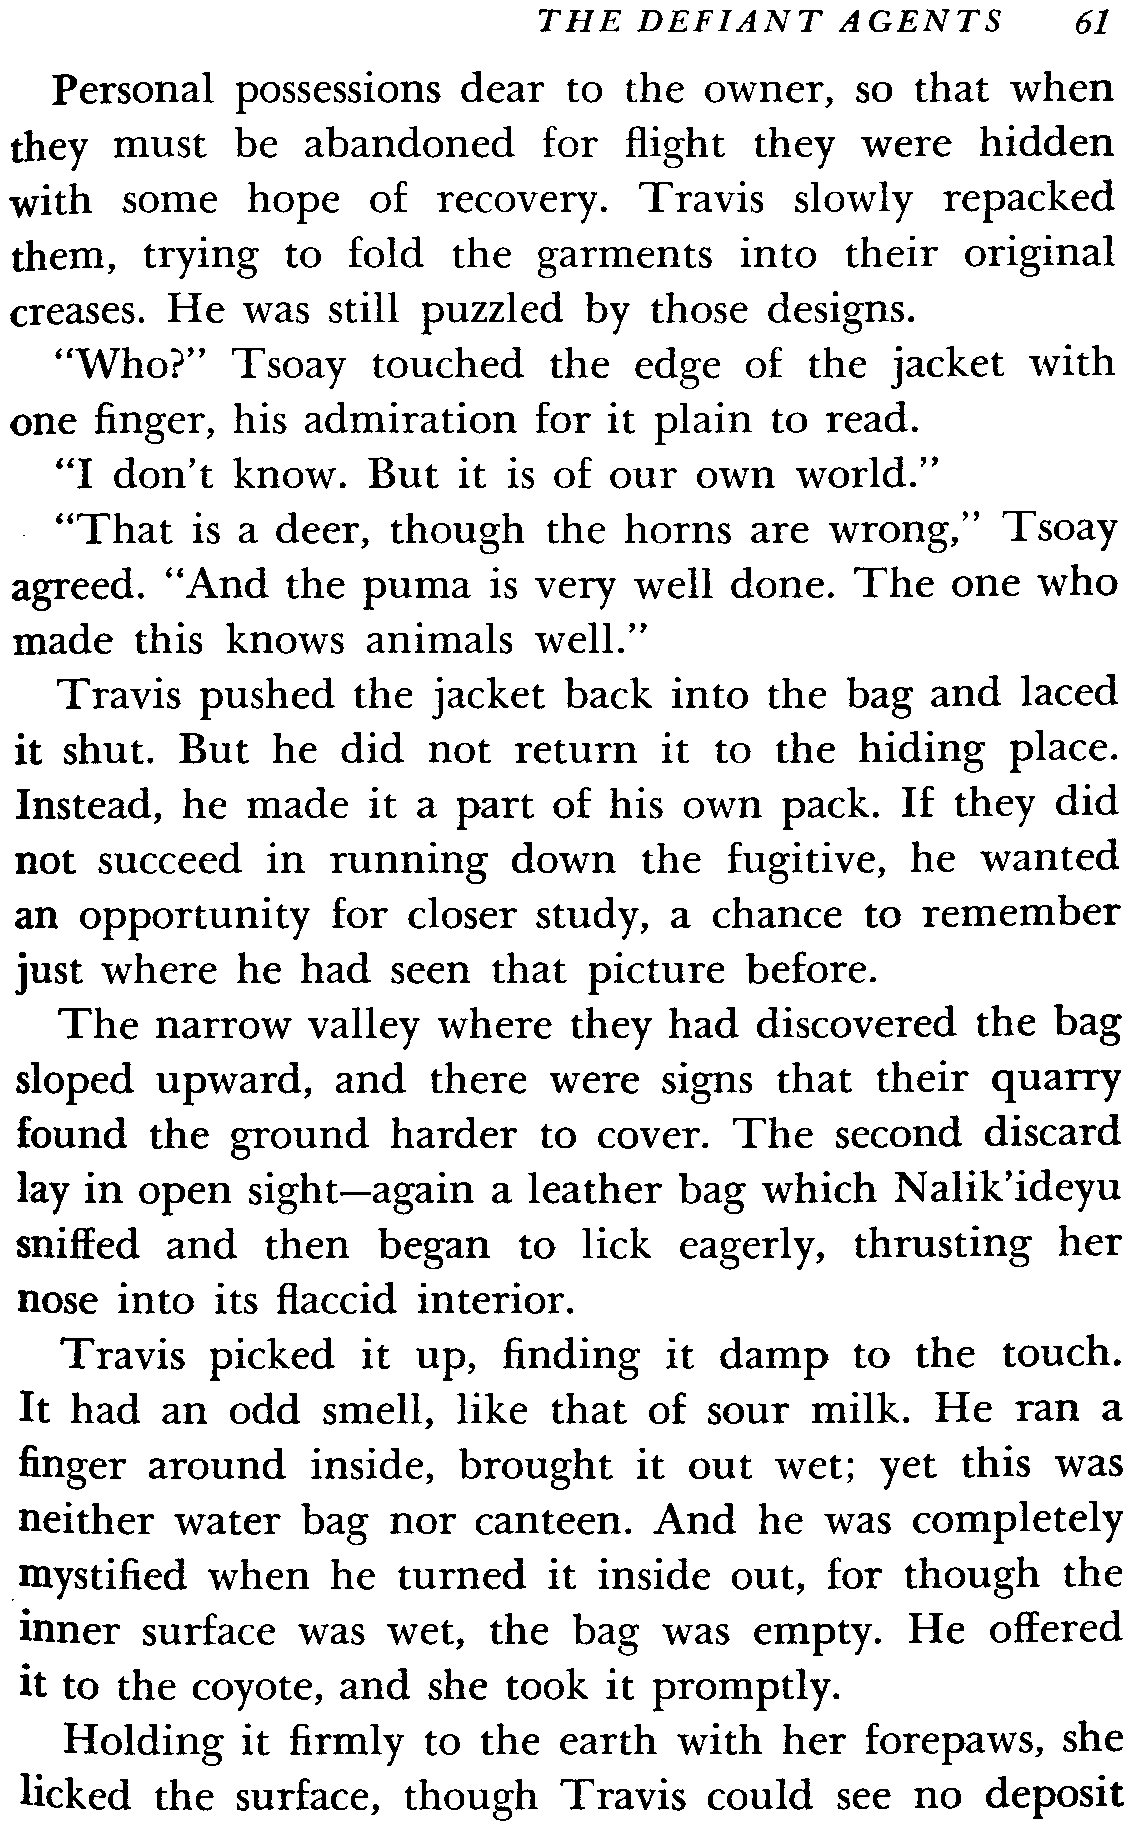 THE DEFIANT AGENTS 61
Personal possessions dear to the owner, so that when
they must be abandoned for flight they were hidden
with some hope of recovery. Travis slowly repacked
them, trying to fold the garments into their original
creases. He was still puzzled by those designs.
"Who?" Tsoay touched the edge of the jacket with
one finger, his admiration for it plain to read.
"I don't know. But it is of our own world."
"That is a deer, though the horns are wrong," Tsoay
agreed. "And the puma is very well done. The one who
made this knows animals well."
Travis pushed the jacket back into the bag and laced
it shut. But he did not return it to the hiding place.
Instead, he made it a part of his own pack. If they did
not succeed in running down the fugitive, he wanted
an opportunity for closer study, a chance to remember
just where he had seen that picture before.
The narrow valley where they had discovered the bag
sloped upward, and there were signs that their quarry
found the ground harder to cover. The second discard
lay in open sight—again a leather bag which Nalik'ideyu
sniffed and then began to lick eagerly, thrusting her
nose into its flaccid interior.
Travis picked it up, finding it damp to the touch.
It had an odd smell, like that of sour milk. He ran a
finger around inside, brought it out wet; yet this was
neither water bag nor canteen. And he was completely
mystified when he turned it inside out, for though the
inner surface was wet, the bag was empty. He offered
it to the coyote, and she took it promptly.
Holding it firmly to the earth with her forepaws, she
licked the surface, though Travis could see no deposit